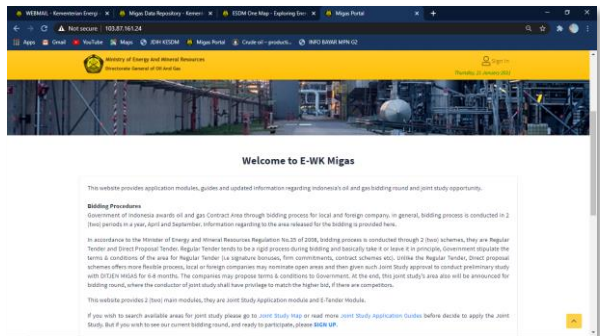 WEBMAIL - Kementerian Energi
Migas Data Repository - Kemen
ESDM One Map - Exploring Ener
Migas Portal
Not secure | 103.87.161.24
Apps Gmail YouTube Maps JDIH KESDM Migas Portal Crude oil - producti... INFO BAYAR MPN G2
Ministry of Energy And Mineral Resources
Directorate General of Oil And Gas
Sign In
Welcome to E-WK Migas
This website provides application modules, guides and updated information regarding Indonesia's oil and gas bidding round and joint study opportunity.
Bidding Procedures
Government of Indonesia awards oil and gas Contract Area through bidding process for local and foreign company. In general, bidding process is conducted in 2
(two) periods in a year, April and September. Information regarding to the area released for the bidding is provided here.
In accordance to the Minister of Energy and Mineral Resources Regulation No.35 of 2008, bidding process is conducted through 2 (two) schemes, they are Regular
Tender and Direct Proposal Tender. Regular Tender tends to be a rigid process during bidding and basically take it or leave it in principle, Government stipulate the
terms & conditions of the area for Regular Tender (i.e signature bonuses, firm commitments, contract schemes etc). Unlike the Regular Tender, Direct proposal
schemes offers more flexible process, local or foreign companies may nominate open areas and then given such Joint Study approval to conduct preliminary study
with DITJEN MIGAS for 6-8 months. The companies may propose terms & conditions to Government. At the end, this joint study's area also will be announced for
bidding round, where the conductor of joint study shall have privilege to match the higher bid, if there are competitors.
This website provides 2 (two) main modules, they are Joint Study Application module and E-Tender Module.
If you wish to search available areas for joint study please go to Joint Study Map or read more Joint Study Application Guides before decide to apply the Joint
Study. But if you wish to see our current bidding round, and ready to participate, please SIGN UP.